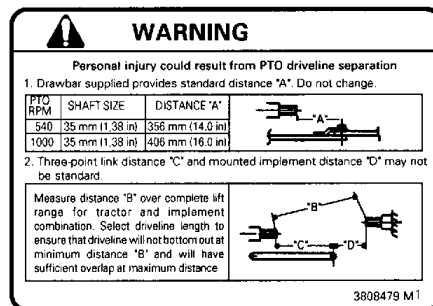 WARNING
Personal injury could result from PTO driveline separation
1. Drawbar supplied provides standard distance "A". Do not change.
PTO RPM SHAFT SIZE DISTANCE "A"
540 35 mm (1,38 in) 356 mm (14.0 in)
1000 35 mm (1,38 in) 406 mm (16.0 in)
"A"
2. Three-point link distance "C" and mounted implement distance "D" may not
be standard.
Measure distance "B" over complete lift
range for tractor and implement
combination. Select driveline length to
ensure that driveline will not bottom out at
minimum distance "B" and will have
sufficient overlap at maximum distance
"B"
"C" "D"
3808479 M1